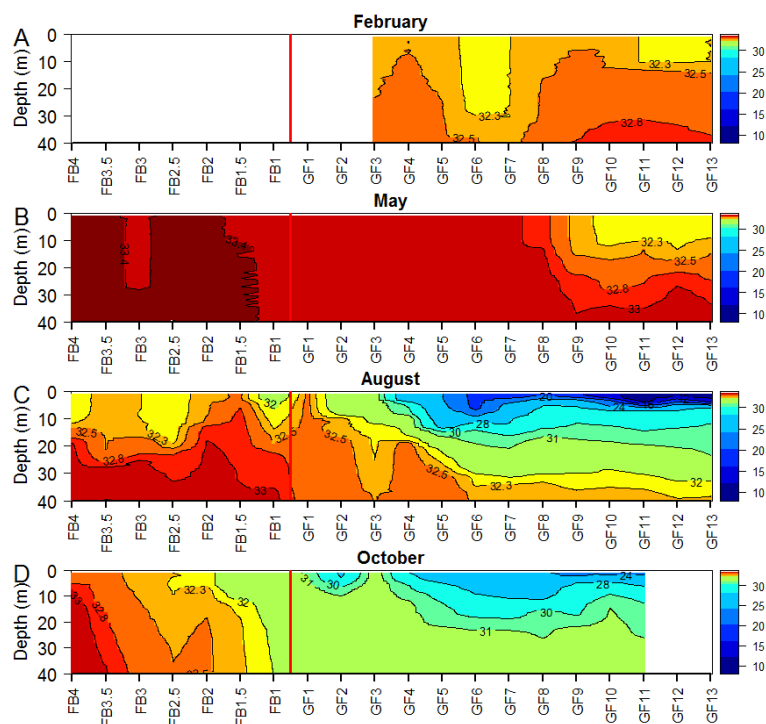 February
A
Depth (m)
0
10
20
30
40
32.3
32.3
32.5
32.5
32.8
30
25
20
15
10
FB4
FB3.5
FB3
FB2.5
FB2
FB1.5
FB1
GF1
GF2
GF3
GF4
GF5
GF6
GF7
GF8
GF9
GF10
GF11
GF12
GF13
May
B
Depth (m)
0
10
20
30
40
33.4
32.3
32.5
32.8
33
30
25
20
15
10
FB4
FB3.5
FB3
FB2.5
FB2
FB1.5
FB1
GF1
GF2
GF3
GF4
GF5
GF6
GF7
GF8
GF9
GF10
GF11
GF12
GF13
August
C
Depth (m)
0
10
20
30
40
32.5
32.3
32.8
32
32.5
33
32.5
32.5
30
28
20
24
16
31
32.3
32
30
25
20
15
10
FB4
FB3.5
FB3
FB2.5
FB2
FB1.5
FB1
GF1
GF2
GF3
GF4
GF5
GF6
GF7
GF8
GF9
GF10
GF11
GF12
GF13
October
D
Depth (m)
0
10
20
30
40
33
32.8
32.3
32
31
30
24
28
30
31
30
25
20
15
10
FB4
FB3.5
FB3
FB2.5
FB2
FB1.5
FB1
GF1
GF2
GF3
GF4
GF5
GF6
GF7
GF8
GF9
GF10
GF11
GF12
GF13